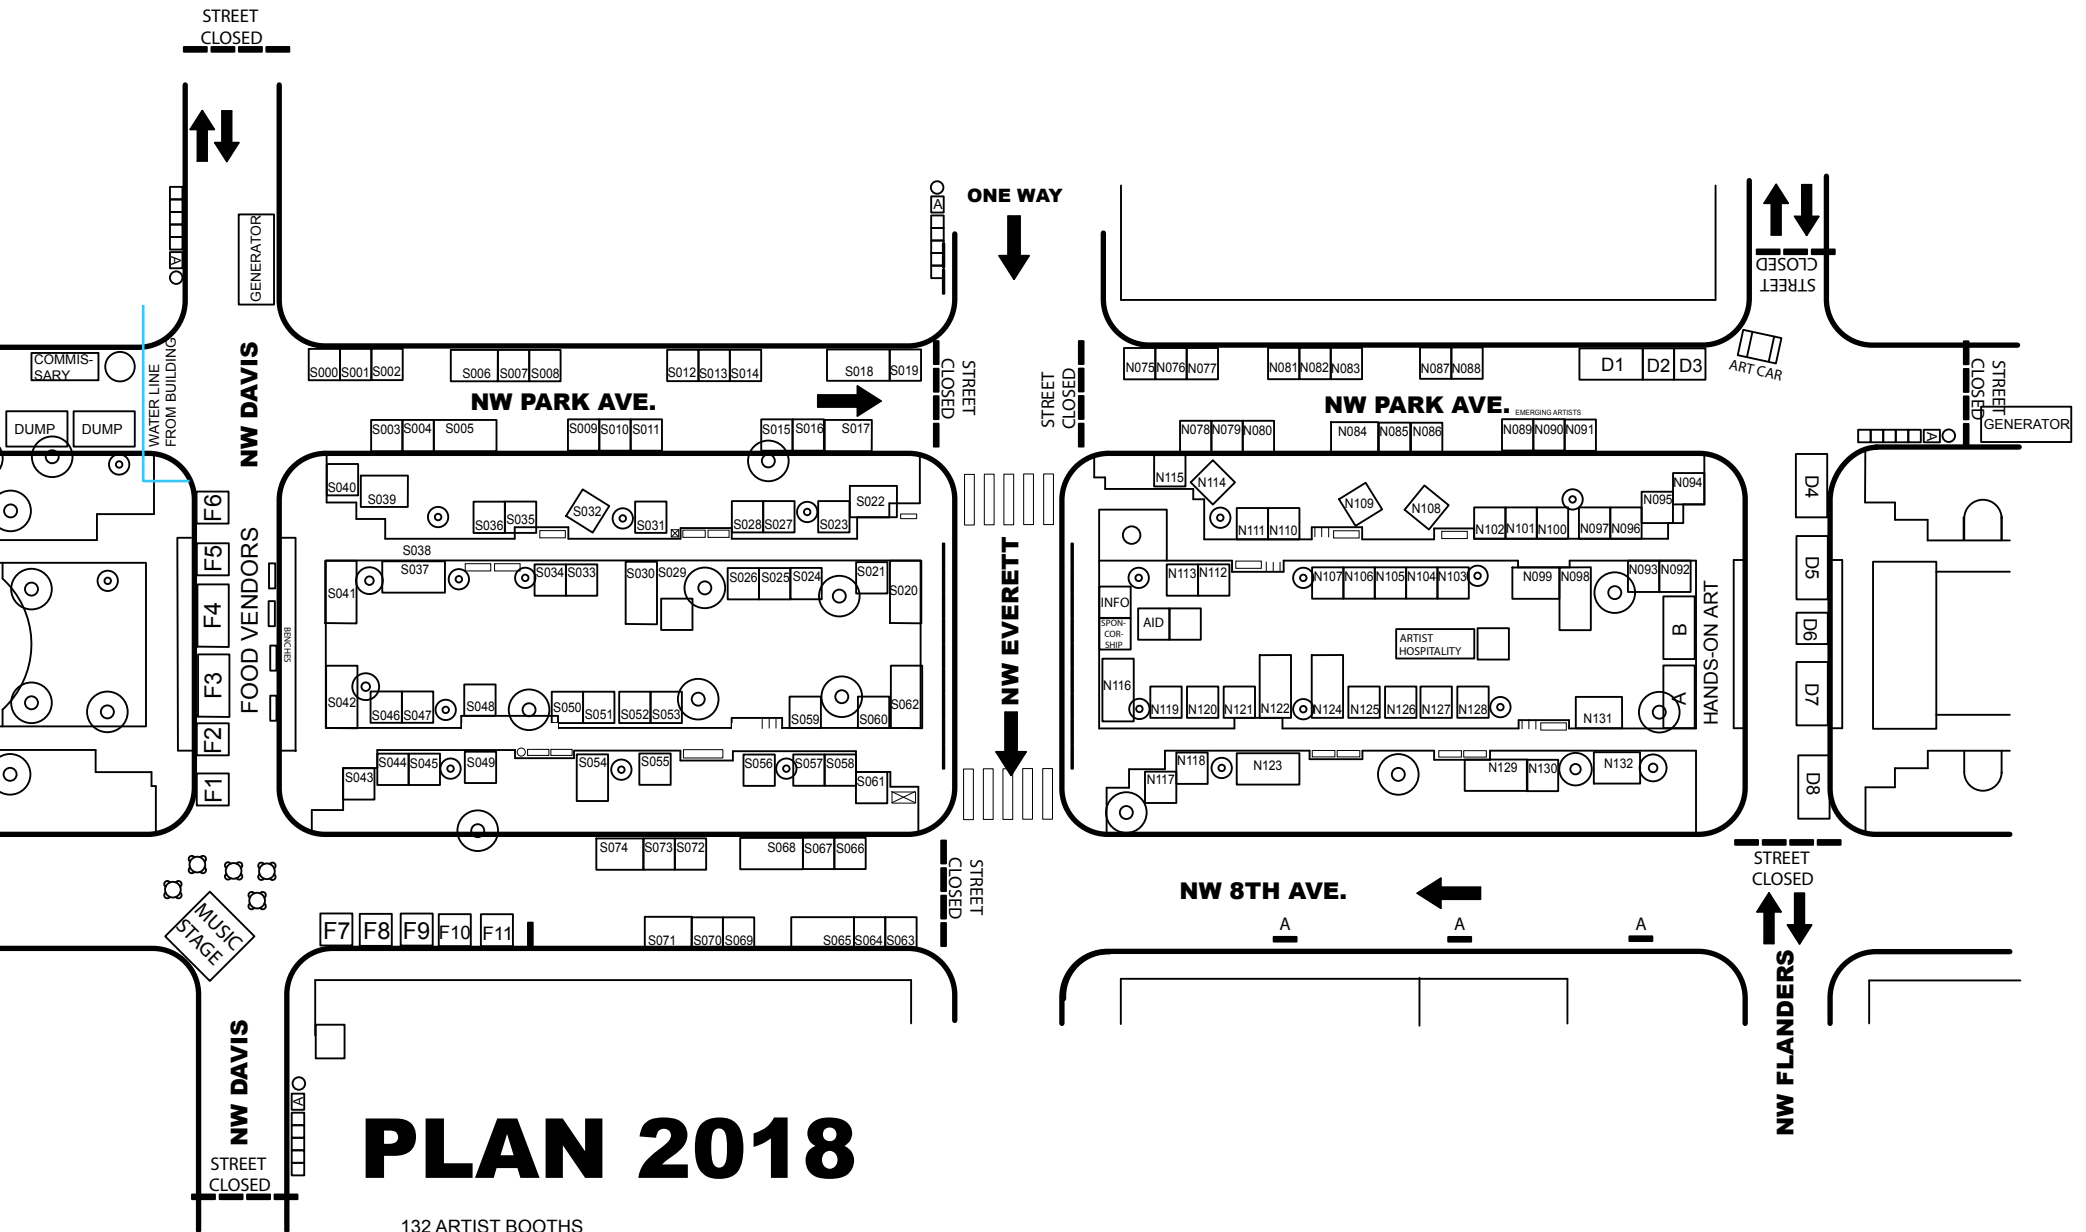 STREET
CLOSED
ONE WAY
A
GENERATOR
A
STREET
CLOSED
COMMIS-
SARY
WATER LINE
FROM BUILDING
NW DAVIS
S000 S001 S002
S006 S007 S008
S012 S013 S014
S018 S019
STREET
CLOSED
STREET
CLOSED
N075 N076 N077
N081 N082 N083
N087 N088
D1 D2 D3
ART CAR
STREET
CLOSED
NW PARK AVE.
NW PARK AVE.
EMERGING ARTISTS
DUMP
DUMP
S003 S004 S005
S009 S010 S011
S015 S016 S017
N078 N079 N080
N084 N085 N086
N089 N090 N091
A
GENERATOR
F6
F5
F4
F3
F2
F1
FOOD VENDORS
BENCHES
S040
S039
S036 S035
S032
S031
S028 S027
S023
S022
S038
S037
S034 S033
S030 S029
S026 S025 S024
S021
S020
S041
S042
S046 S047
S048
S050
S051
S052 S053
S059
S060
S062
S043
S044 S045
S049
S054
S055
S056
S057 S058
S061
NW EVERETT
N115
N114
N111 N110
N109
N108
N102 N101 N100
N097 N096
N095
N094
N113 N112
N107 N106 N105 N104 N103
N099 N098
N093 N092
INFO
SPON-
COR-
SHIP
AID
ARTIST
HOSPITALITY
B
A
HANDS-ON ART
N116
N119 N120 N121 N122 N124 N125 N126 N127 N128
N131
N117
N118
N123
N129 N130
N132
D4
D5
D6
D7
D8
S074 S073 S072
S068 S067 S066
STREET
CLOSED
STREET
CLOSED
NW 8TH AVE.
A
A
A
MUSIC
STAGE
F7 F8 F9 F10 F11
S071 S070 S069
S065 S064 S063
NW FLANDERS
NW DAVIS
A
STREET
CLOSED
PLAN 2018
132 ARTIST BOOTHS